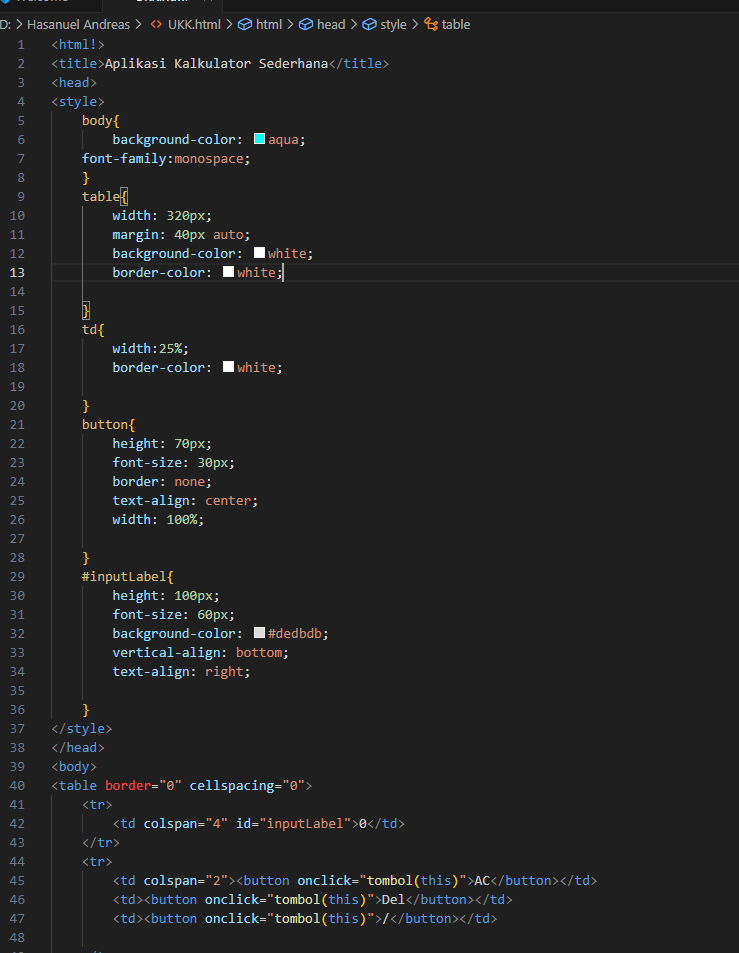 D: > Hasanuel Andreas > <> UKK.html > html > head > style > table
1 <html!>
2 <title>Aplikasi Kalkulator Sederhana</title>
3 <head>
4 <style>
5 body{
6 background-color: aqua;
7 font-family:monospace;
8 }
9 table{
10 width: 320px;
11 margin: 40px auto;
12 background-color: white;
13 border-color: white;
14
15 }
16 td{
17 width:25%;
18 border-color: white;
19
20 }
21 button{
22 height: 70px;
23 font-size: 30px;
24 border: none;
25 text-align: center;
26 width: 100%;
27
28 }
29 #inputLabel{
30 height: 100px;
31 font-size: 60px;
32 background-color: #dedbdb;
33 vertical-align: bottom;
34 text-align: right;
35
36 }
37 </style>
38 </head>
39 <body>
40 <table border="0" cellspacing="0">
41 <tr>
42 <td colspan="4" id="inputLabel">0</td>
43 </tr>
44 <tr>
45 <td colspan="2"><button onclick="tombol(this)">AC</button></td>
46 <td><button onclick="tombol(this)">Del</button></td>
47 <td><button onclick="tombol(this)">/</button></td>
48